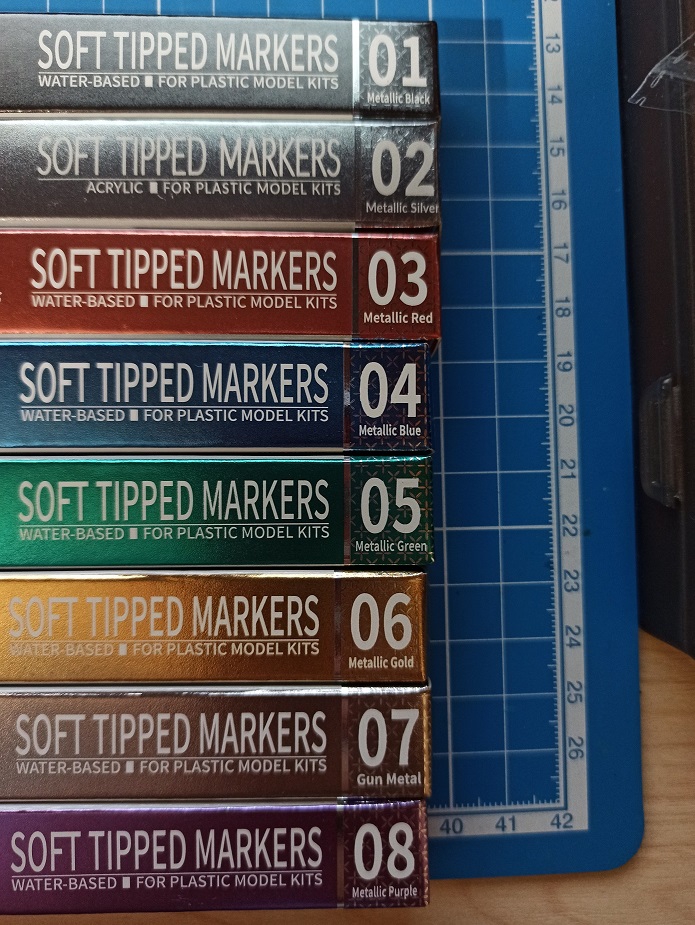 SOFT TIPPED MARKERS
WATER-BASED ■ FOR PLASTIC MODEL KITS
01
Metallic Black
SOFT TIPPED MARKERS
ACRYLIC ■ FOR PLASTIC MODEL KITS
02
Metallic Silver
SOFT TIPPED MARKERS
WATER-BASED ■ FOR PLASTIC MODEL KITS
03
Metallic Red
SOFT TIPPED MARKERS
WATER-BASED ■ FOR PLASTIC MODEL KITS
04
Metallic Blue
SOFT TIPPED MARKERS
WATER-BASED ■ FOR PLASTIC MODEL KITS
05
Metallic Green
SOFT TIPPED MARKERS
WATER-BASED ■ FOR PLASTIC MODEL KITS
06
Metallic Gold
SOFT TIPPED MARKERS
WATER-BASED ■ FOR PLASTIC MODEL KITS
07
Gun Metal
SOFT TIPPED MARKERS
WATER-BASED ■ FOR PLASTIC MODEL KITS
08
Metallic Purple
13
14
15
16
17
18
19
20
21
22
23
24
25
26
40 41 42